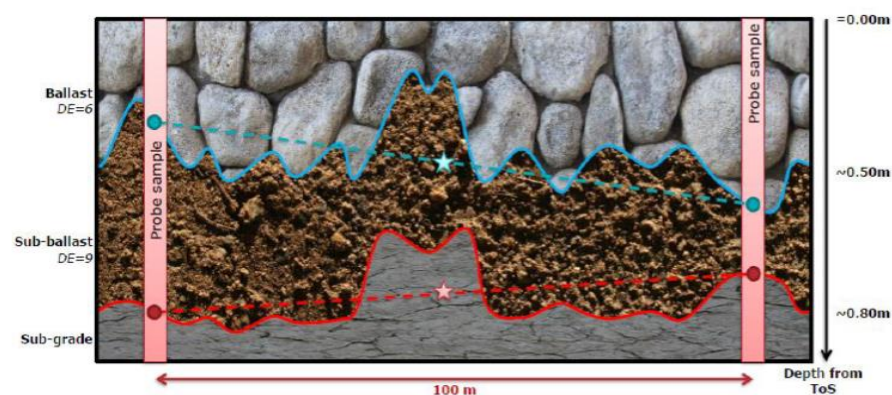 =0.00m
Probe sample
Probe sample
Ballast
DE=6
~0.50m
Sub-ballast
DE=9
~0.80m
Sub-grade
100 m
Depth from
ToS